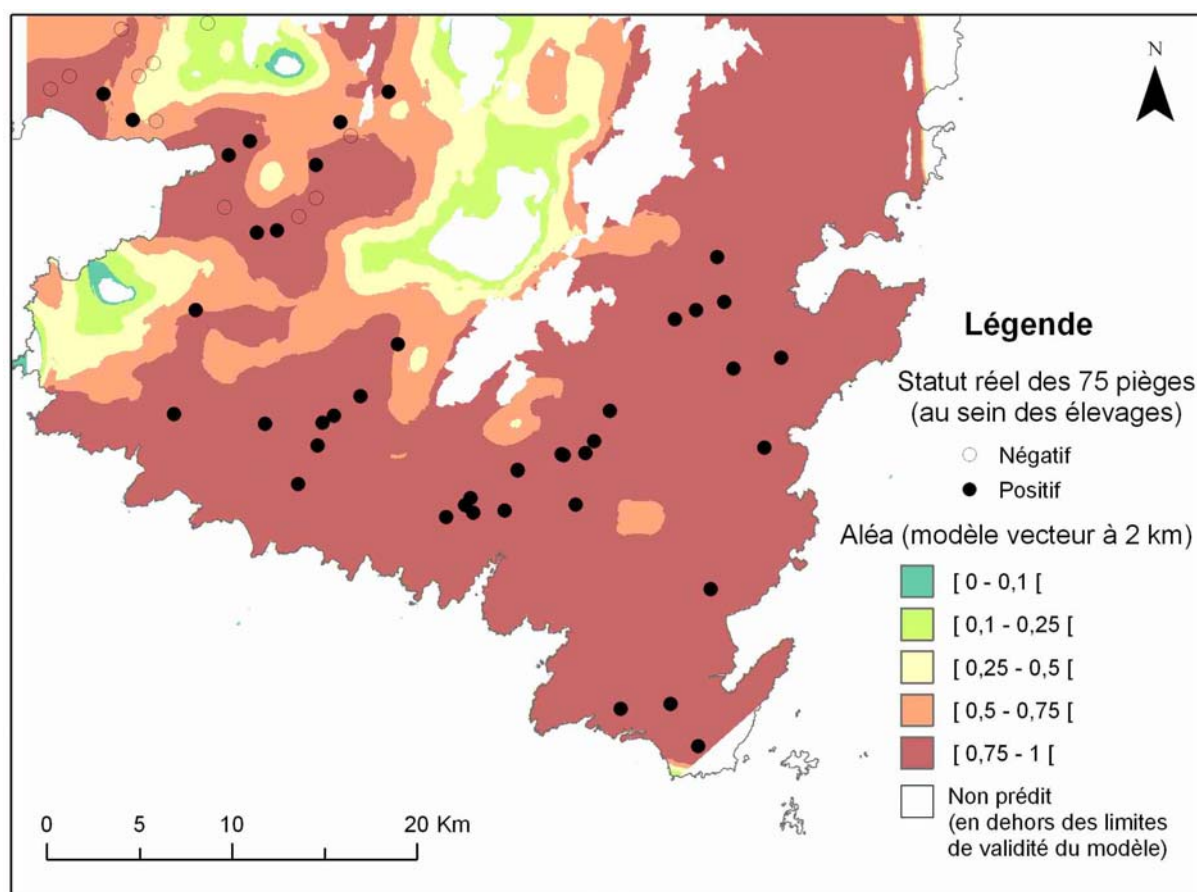 N
Légende
Statut réel des 75 pièges
(au sein des élevages)
Négatif
Positif
Aléa (modèle vecteur à 2 km)
[ 0 - 0,1 [
[ 0,1 - 0,25 [
[ 0,25 - 0,5 [
[ 0,5 - 0,75 [
[ 0,75 - 1 [
Non prédit
(en dehors des limites
de validité du modèle)
0 5 10 20 Km